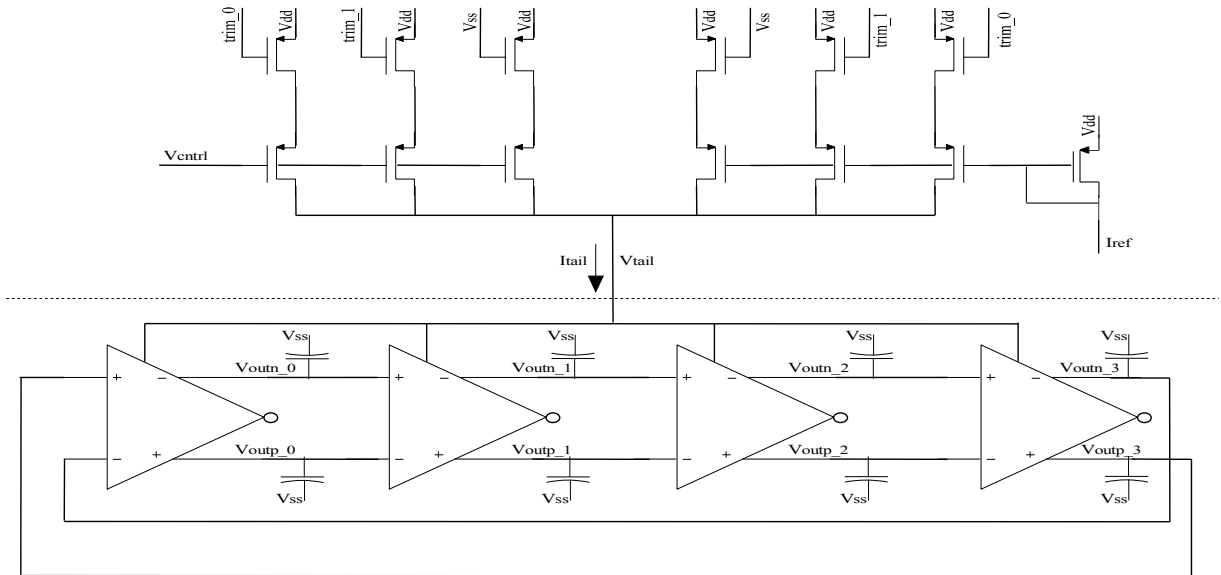 trim_0
Vdd
trim_1
Vdd
Vss
Vdd
Vdd
Vss
Vdd
trim_1
Vdd
trim_0
Vdd
Vcntrl
Iref
Itail
Vtail
Vss
Vss
Vss
Vss
+
−
Voutn_0
+
−
Voutn_1
+
−
Voutn_2
+
−
Voutn_3
−
+
Voutp_0
−
+
Voutp_1
−
+
Voutp_2
−
+
Voutp_3
Vss
Vss
Vss
Vss